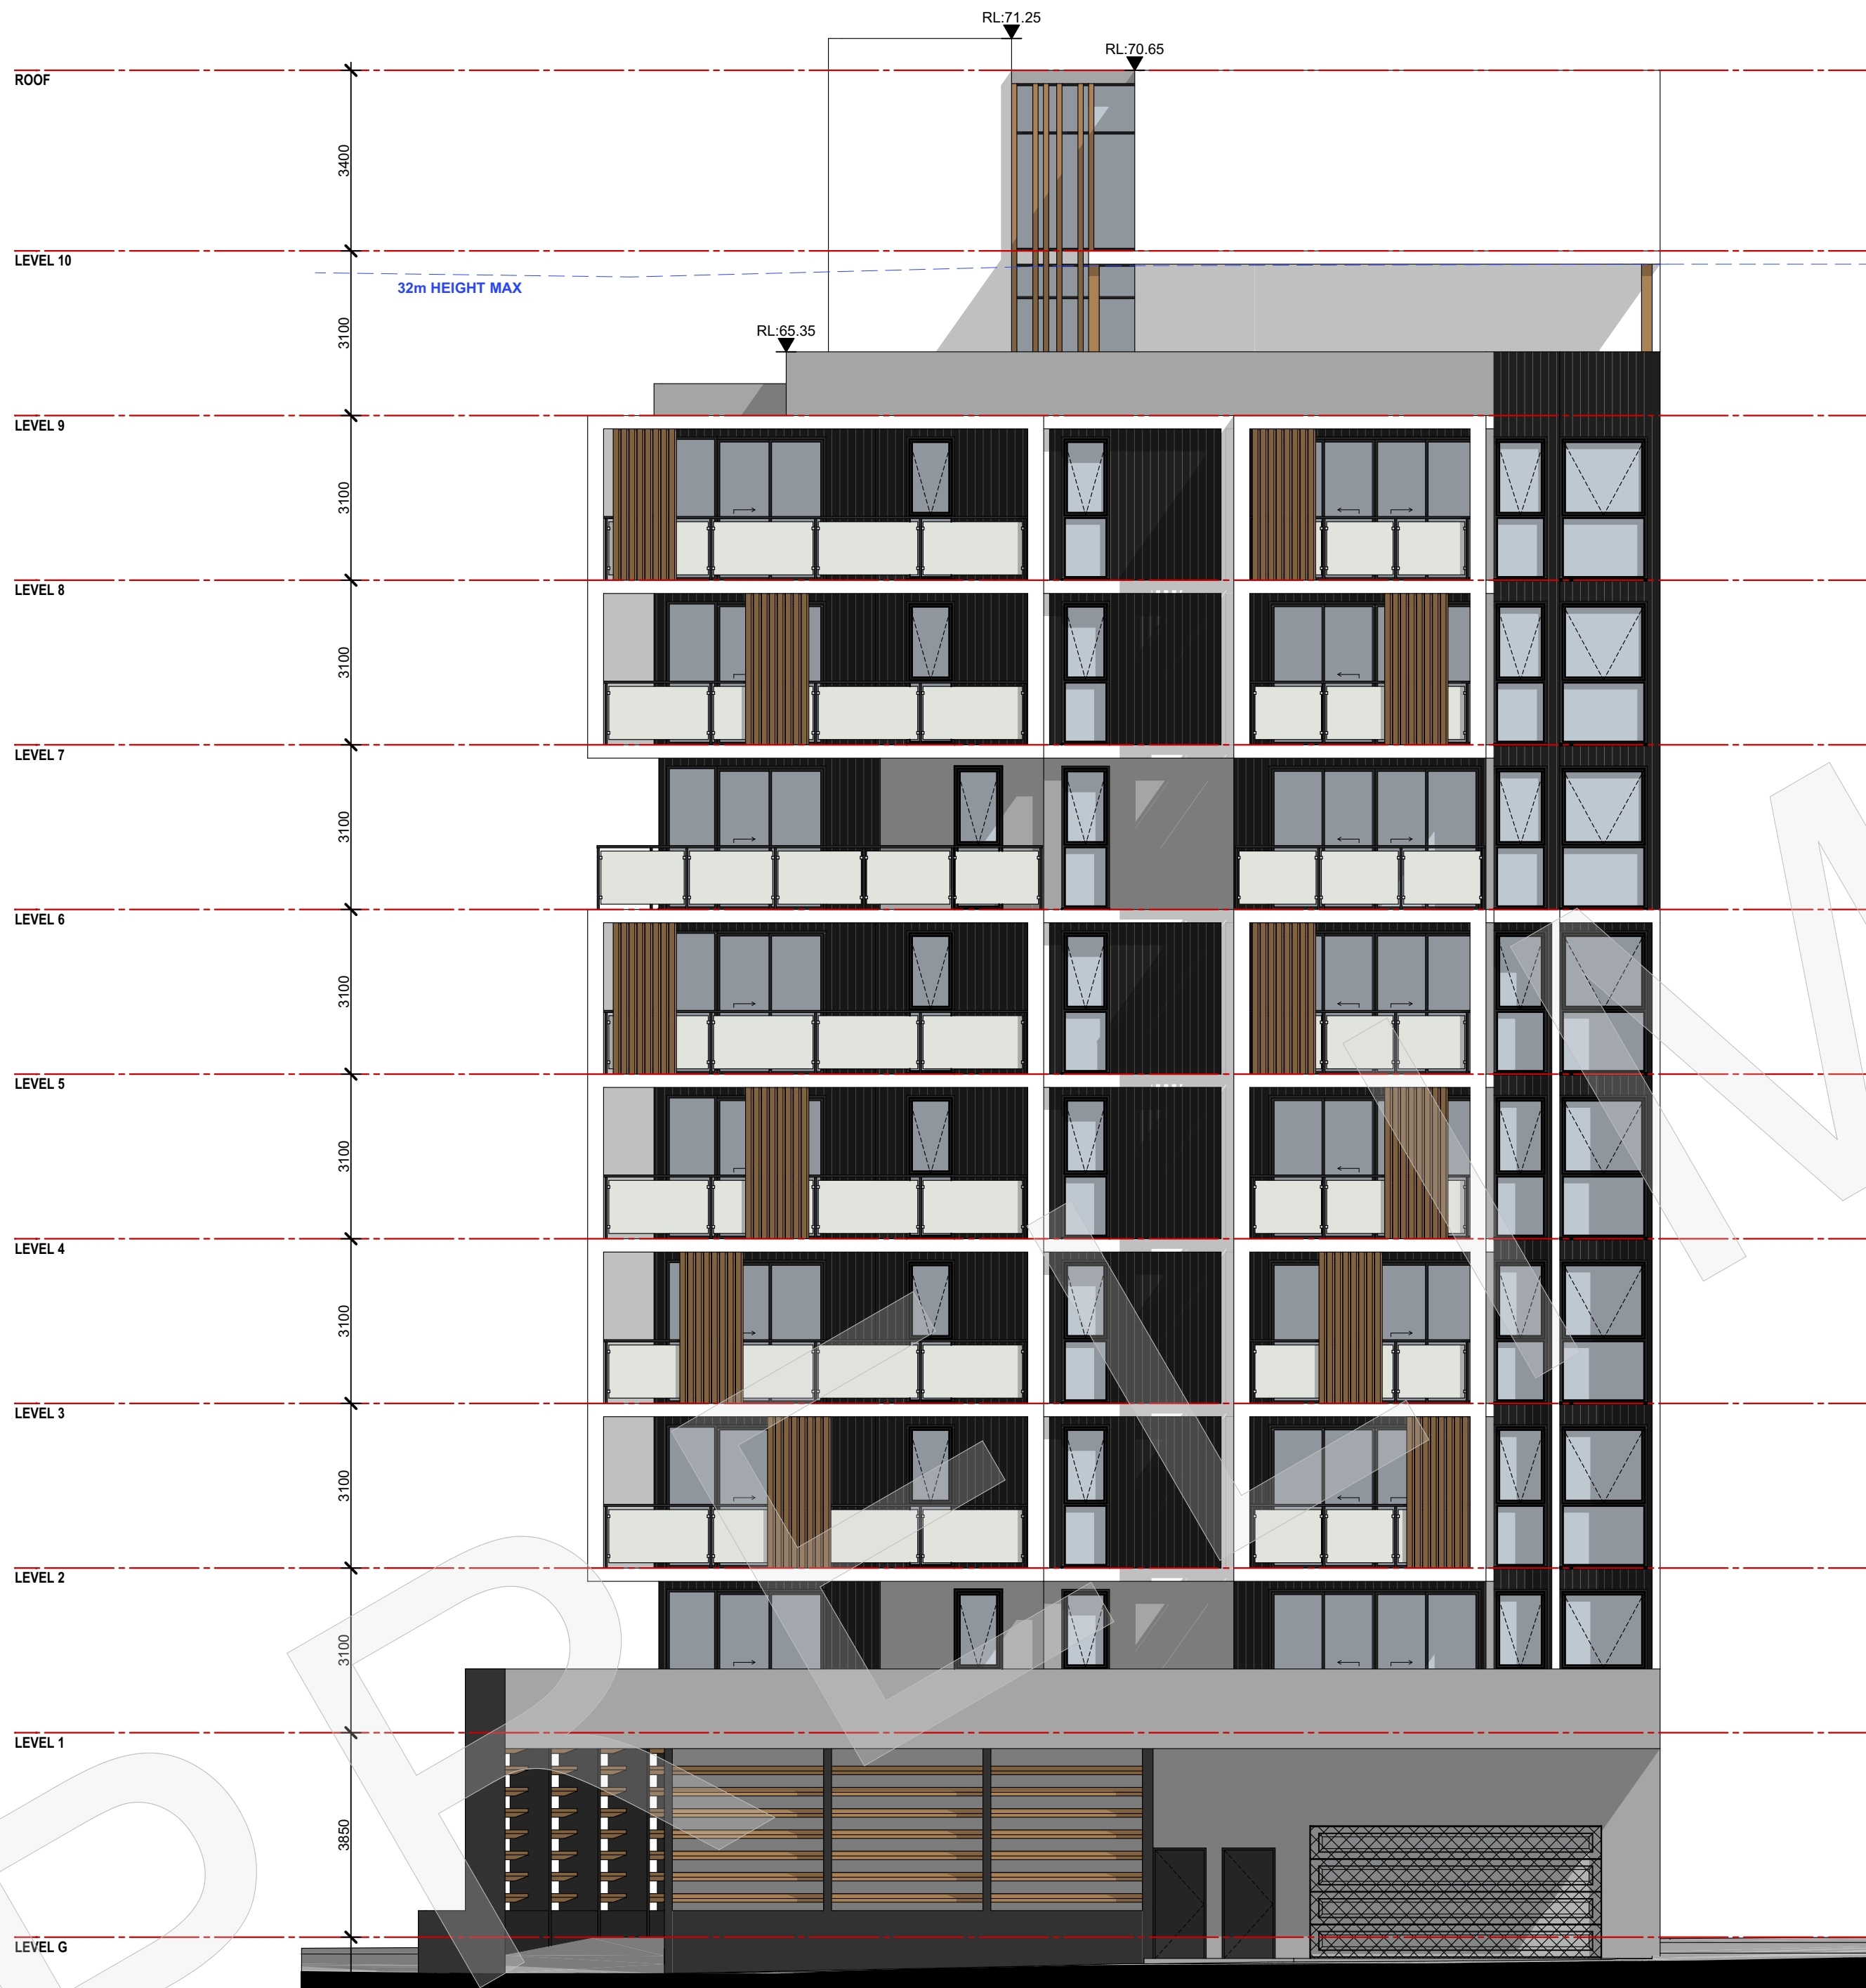 RL:71.25
RL:70.65
ROOF
3400
LEVEL 10
32m HEIGHT MAX
3100
RL:65.35
LEVEL 9
3100
LEVEL 8
3100
LEVEL 7
3100
LEVEL 6
3100
LEVEL 5
3100
LEVEL 4
3100
LEVEL 3
3100
LEVEL 2
3100
LEVEL 1
3850
LEVEL G